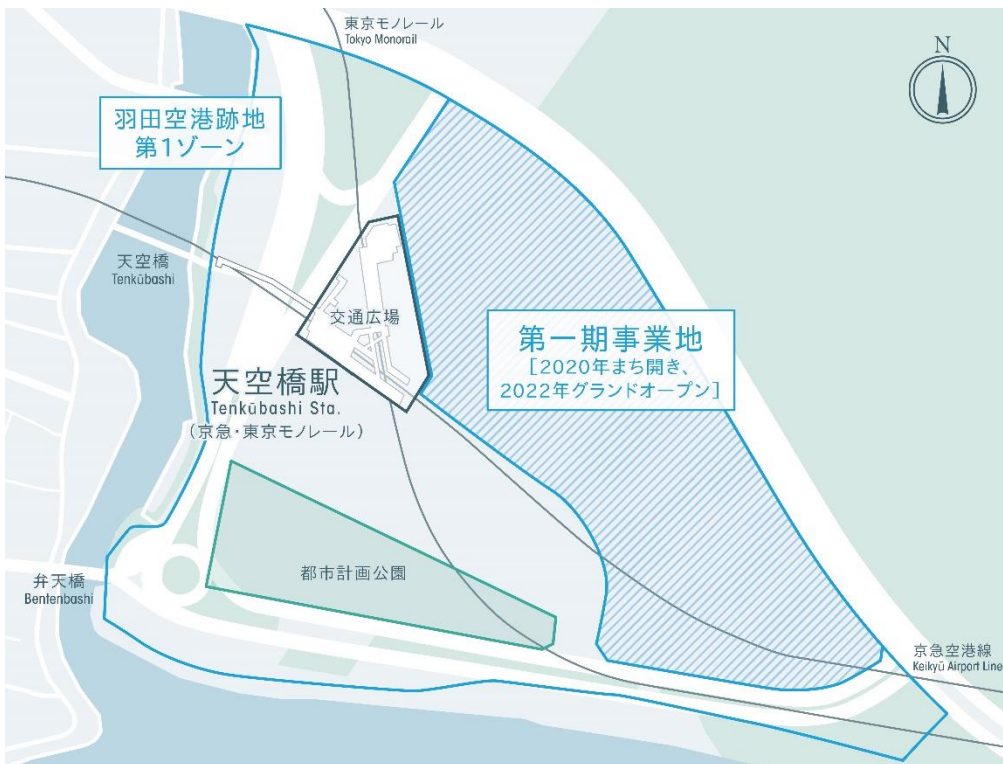 東京モノレール
Tokyo Monorail
N
羽田空港跡地
第1ゾーン
天空橋
Tenkūbashi
交通広場
第一期事業地
[2020年まち開き、
2022年グランドオープン]
天空橋駅
Tenkūbashi Sta.
(京急・東京モノレール)
都市計画公園
弁天橋
Bentenbashi
京急空港線
Keikyū Airport Line